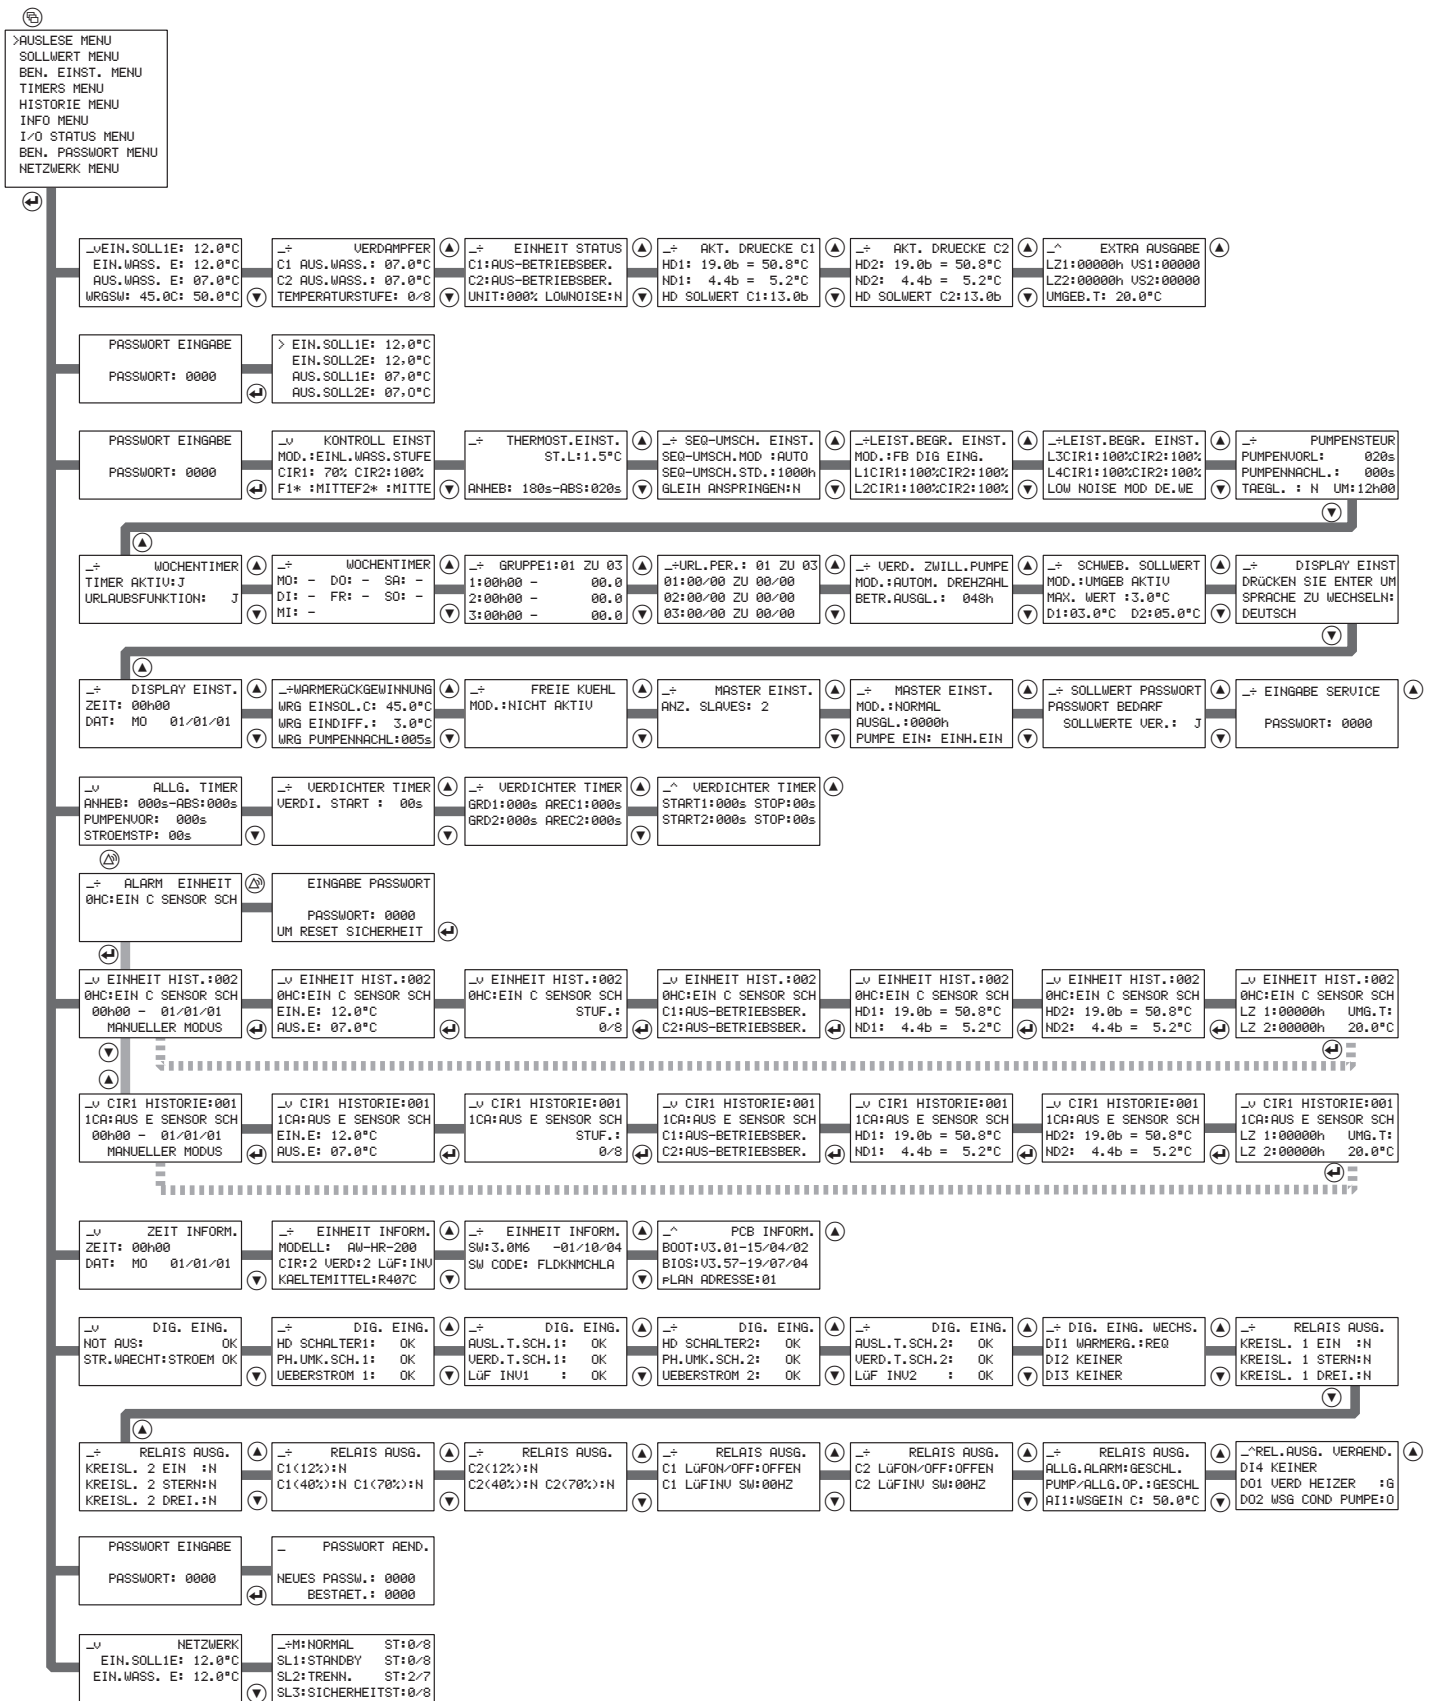 >AUSLESE MENU
SOLLWERT MENU
BEN. EINST. MENU
TIMERS MENU
HISTORIE MENU
INFO MENU
I/O STATUS MENU
BEN. PASSWORT MENU
NETZWERK MENU
_vEIN.SOLL1E: 12.0°C
EIN.WASS. E: 12.0°C
AUS.WASS. E: 07.0°C
WRGSW: 45.0C: 50.0°C
_÷ VERDAMPFER
C1 AUS.WASS.: 07.0°C
C2 AUS.WASS.: 07.0°C
TEMPERATURSTUFE: 0/8
_÷ EINHEIT STATUS
C1:AUS-BETRIEBSBER.
C2:AUS-BETRIEBSBER.
UNIT:000% LOWNOISE:N
_÷ AKT. DRUECKE C1
HD1: 19.0b = 50.8°C
ND1: 4.4b = 5.2°C
HD SOLWERT C1:13.0b
_÷ AKT. DRUECKE C2
HD2: 19.0b = 50.8°C
ND2: 4.4b = 5.2°C
HD SOLWERT C2:13.0b
_^ EXTRA AUSGABE
LZ1:00000h VS1:00000
LZ2:00000h VS2:00000
UMGEB.T: 20.0°C
PASSWORT EINGABE
PASSWORT: 0000
> EIN.SOLL1E: 12,0°C
EIN.SOLL2E: 12,0°C
AUS.SOLL1E: 07,0°C
AUS.SOLL2E: 07,0°C
PASSWORT EINGABE
PASSWORT: 0000
_v KONTROLL EINST
MOD.:EINL.WASS.STUFE
CIR1: 70% CIR2:100%
F1* :MITTEF2* :MITTE
_÷ THERMOST.EINST.
ST.L:1.5°C
ANHEB: 180s-ABS:020s
_÷ SEQ-UMSCH. EINST.
SEQ-UMSCH.MOD :AUTO
SEQ-UMSCH.STD.:1000h
GLEIH ANSPRINGEN:N
_÷LEIST.BEGR. EINST.
MOD.:FB DIG EING.
L1CIR1:100%CIR2:100%
L2CIR1:100%CIR2:100%
_÷LEIST.BEGR. EINST.
L3CIR1:100%CIR2:100%
L4CIR1:100%CIR2:100%
LOW NOISE MOD DE.WE
_÷ PUMPENSTEUR
PUMPENVORL: 020s
PUMPENNACHL.: 000s
TAEGL. : N UM:12h00
_÷ WOCHENTIMER
TIMER AKTIV:J
URLAUBSFUNKTION: J
_÷ WOCHENTIMER
MO: - DO: - SA: -
DI: - FR: - SO: -
MI: -
_÷ GRUPPE1:01 ZU 03
1:00h00 - 00.0
2:00h00 - 00.0
3:00h00 - 00.0
_÷URL.PER.: 01 ZU 03
01:00/00 ZU 00/00
02:00/00 ZU 00/00
03:00/00 ZU 00/00
_÷ VERD. ZWILL.PUMPE
MOD.:AUTOM. DREHZAHL
BETR.AUSGL.: 048h
_÷ SCHWEB. SOLLWERT
MOD.:UMGEB AKTIV
MAX. WERT :3.0°C
D1:03.0°C D2:05.0°C
_÷ DISPLAY EINST
DRüCKEN SIE ENTER UM
SPRACHE ZU WECHSELN:
DEUTSCH
_÷ DISPLAY EINST.
ZEIT: 00h00
DAT: MO 01/01/01
_÷WARMERüCKGEWINNUNG
WRG EINSOL.C: 45.0°C
WRG EINDIFF.: 3.0°C
WRG PUMPENNACHL:005s
_÷ FREIE KUEHL
MOD.:NICHT AKTIV
_÷ MASTER EINST.
ANZ. SLAVES: 2
_÷ MASTER EINST.
MOD.:NORMAL
AUSGL.:0000h
PUMPE EIN: EINH.EIN
_÷ SOLLWERT PASSWORT
PASSWORT BEDARF
SOLLWERTE VER.: J
_÷ EINGABE SERVICE
PASSWORT: 0000
_v ALLG. TIMER
ANHEB: 000s-ABS:000s
PUMPENVOR: 000s
STROEMSTP: 00s
_÷ VERDICHTER TIMER
VERDI. START : 00s
_÷ VERDICHTER TIMER
GRD1:000s AREC1:000s
GRD2:000s AREC2:000s
_^ VERDICHTER TIMER
START1:000s STOP:00s
START2:000s STOP:00s
_÷ ALARM EINHEIT
0HC:EIN C SENSOR SCH
EINGABE PASSWORT
PASSWORT: 0000
UM RESET SICHERHEIT
_v EINHEIT HIST.:002
0HC:EIN C SENSOR SCH
00h00 - 01/01/01
MANUELLER MODUS
_v EINHEIT HIST.:002
0HC:EIN C SENSOR SCH
EIN.E: 12.0°C
AUS.E: 07.0°C
_v EINHEIT HIST.:002
0HC:EIN C SENSOR SCH
STUF.:
0/8
_v EINHEIT HIST.:002
0HC:EIN C SENSOR SCH
C1:AUS-BETRIEBSBER.
C2:AUS-BETRIEBSBER.
_v EINHEIT HIST.:002
0HC:EIN C SENSOR SCH
HD1: 19.0b = 50.8°C
ND1: 4.4b = 5.2°C
_v EINHEIT HIST.:002
0HC:EIN C SENSOR SCH
HD2: 19.0b = 50.8°C
ND2: 4.4b = 5.2°C
_v EINHEIT HIST.:002
0HC:EIN C SENSOR SCH
LZ 1:00000h UMG.T:
LZ 2:00000h 20.0°C
_v CIR1 HISTORIE:001
1CA:AUS E SENSOR SCH
00h00 - 01/01/01
MANUELLER MODUS
_v CIR1 HISTORIE:001
1CA:AUS E SENSOR SCH
EIN.E: 12.0°C
AUS.E: 07.0°C
_v CIR1 HISTORIE:001
1CA:AUS E SENSOR SCH
STUF.:
0/8
_v CIR1 HISTORIE:001
1CA:AUS E SENSOR SCH
C1:AUS-BETRIEBSBER.
C2:AUS-BETRIEBSBER.
_v CIR1 HISTORIE:001
1CA:AUS E SENSOR SCH
HD1: 19.0b = 50.8°C
ND1: 4.4b = 5.2°C
_v CIR1 HISTORIE:001
1CA:AUS E SENSOR SCH
HD2: 19.0b = 50.8°C
ND2: 4.4b = 5.2°C
_v CIR1 HISTORIE:001
1CA:AUS E SENSOR SCH
LZ 1:00000h UMG.T:
LZ 2:00000h 20.0°C
_v ZEIT INFORM.
ZEIT: 00h00
DAT: MO 01/01/01
_÷ EINHEIT INFORM.
MODELL: AW-HR-200
CIR:2 VERD:2 LüF:INV
KAELTEMITTEL:R407C
_÷ EINHEIT INFORM.
SW:3.0M6 -01/10/04
SW CODE: FLDKNMCHLA
_^ PCB INFORM.
BOOT:V3.01-15/04/02
BIOS:V3.57-19/07/04
pLAN ADRESSE:01
_v DIG. EING.
NOT AUS: OK
STR.WAECHT:STROEM OK
_÷ DIG. EING.
HD SCHALTER1: OK
PH.UMK.SCH.1: OK
UEBERSTROM 1: OK
_÷ DIG. EING.
AUSL.T.SCH.1: OK
VERD.T.SCH.1: OK
LüF INV1 : OK
_÷ DIG. EING.
HD SCHALTER2: OK
PH.UMK.SCH.2: OK
UEBERSTROM 2: OK
_÷ DIG. EING.
AUSL.T.SCH.2: OK
VERD.T.SCH.2: OK
LüF INV2 : OK
_÷ DIG. EING. WECHS.
DI1 WARMERG.:REQ
DI2 KEINER
DI3 KEINER
_÷ RELAIS AUSG.
KREISL. 1 EIN :N
KREISL. 1 STERN:N
KREISL. 1 DREI.:N
_÷ RELAIS AUSG.
KREISL. 2 EIN :N
KREISL. 2 STERN:N
KREISL. 2 DREI.:N
_÷ RELAIS AUSG.
C1(12%):N
C1(40%):N C1(70%):N
_÷ RELAIS AUSG.
C2(12%):N
C2(40%):N C2(70%):N
_÷ RELAIS AUSG.
C1 LüFON/OFF:OFFEN
C1 LüFINV SW:00HZ
_÷ RELAIS AUSG.
C2 LüFON/OFF:OFFEN
C2 LüFINV SW:00HZ
_÷ RELAIS AUSG.
ALLG.ALARM:GESCHL.
PUMP/ALLG.OP.:GESCHL
AI1:WSGEIN C: 50.0°C
_^REL.AUSG. VERAEND.
DI4 KEINER
DO1 VERD HEIZER :G
DO2 WSG COND PUMPE:O
PASSWORT EINGABE
PASSWORT: 0000
_ PASSWORT AEND.
NEUES PASSW.: 0000
BESTAET.: 0000
_v NETZWERK
EIN.SOLL1E: 12.0°C
EIN.WASS. E: 12.0°C
_÷M:NORMAL ST:0/8
SL1:STANDBY ST:0/8
SL2:TRENN. ST:2/7
SL3:SICHERHEITST:0/8